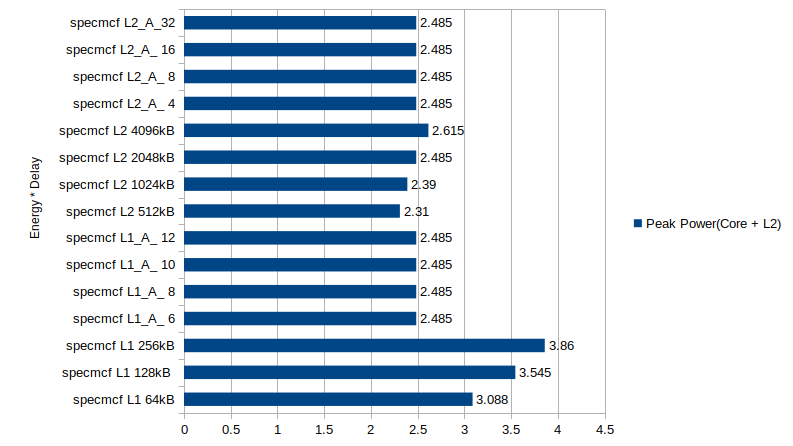 specmcf L2_A_32 2.485
specmcf L2_A_ 16 2.485
specmcf L2_A_ 8 2.485
specmcf L2_A_ 4 2.485
specmcf L2 4096kB 2.615
specmcf L2 2048kB 2.485
specmcf L2 1024kB 2.39
specmcf L2 512kB 2.31
specmcf L1_A_ 12 2.485
specmcf L1_A_ 10 2.485
specmcf L1_A_ 8 2.485
specmcf L1_A_ 6 2.485
specmcf L1 256kB 3.86
specmcf L1 128kB 3.545
specmcf L1 64kB 3.088
0 0.5 1 1.5 2 2.5 3 3.5 4 4.5
Energy * Delay
Peak Power(Core + L2)